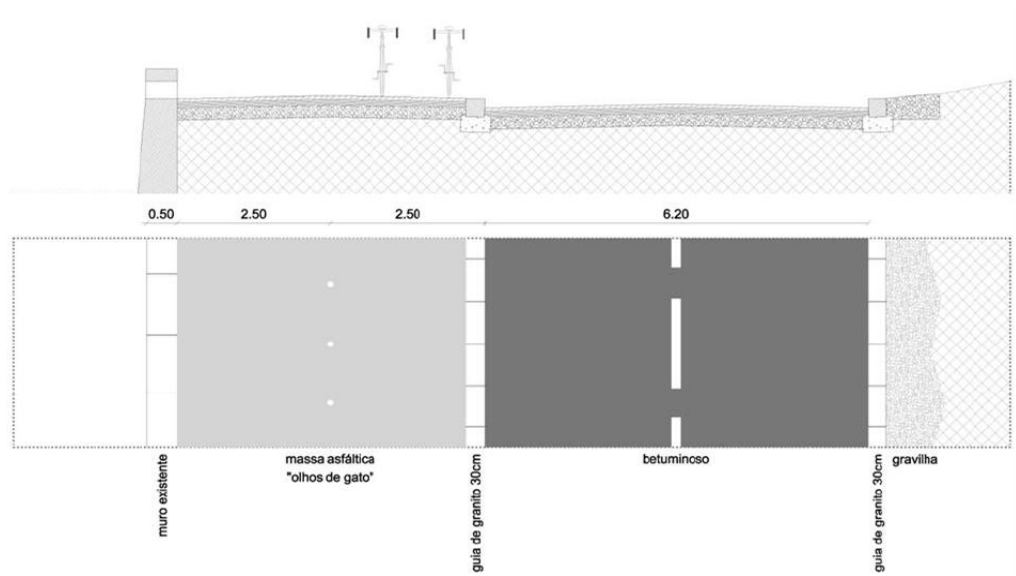 0.50 2.50 2.50 6.20
muro existente
massa asfáltica
"olhos de gato"
guia de granito 30cm
betuminoso
guia de granito 30cm
gravilha